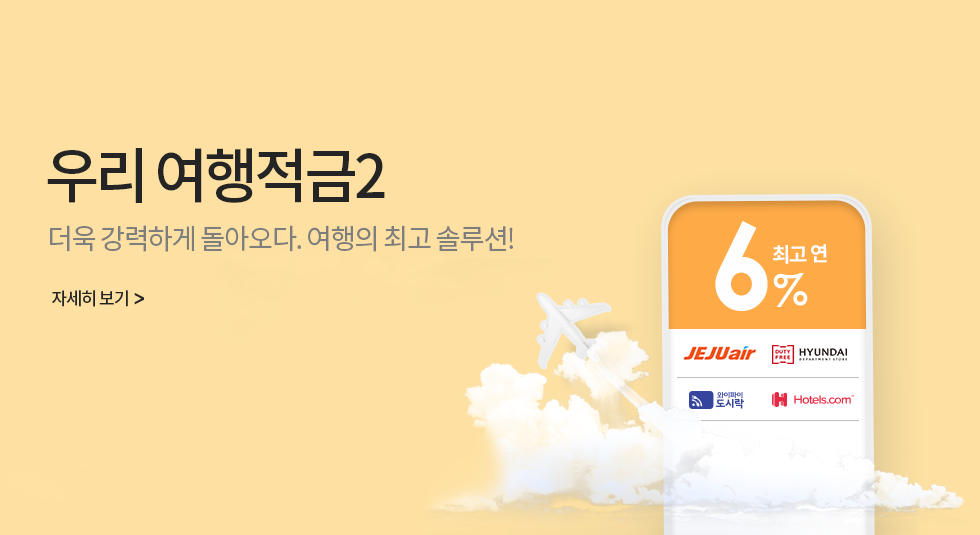 우리 여행적금2
더욱 강력하게 돌아오다. 여행의 최고 솔루션!
자세히 보기 >
6
최고 연
%
JEJUair
DUTY FREE
HYUNDAI
DEPARTMENT STORE
와이파이
도시락
Hotels.com